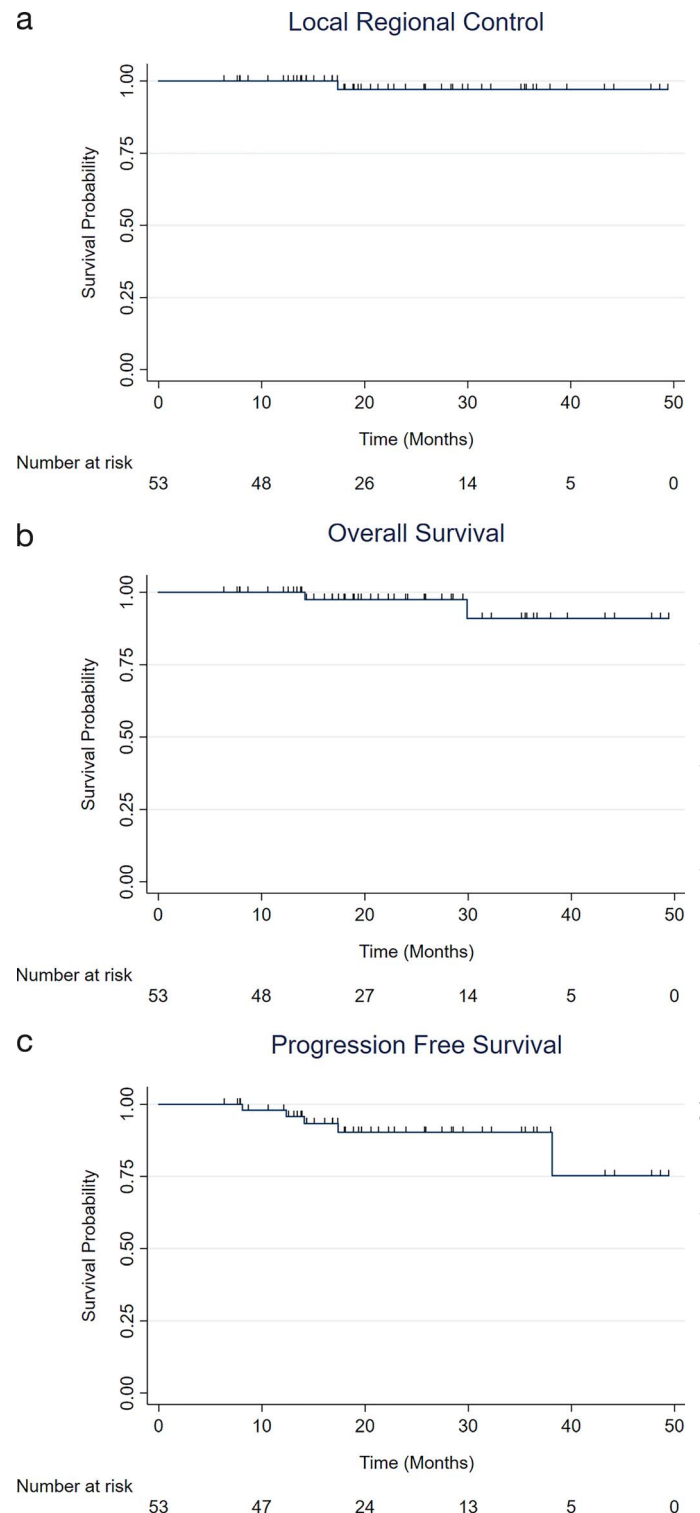 a
Local Regional Control
Survival Probability
1.00
0.75
0.50
0.25
0.00
0 10 20 30 40 50
Time (Months)
Number at risk
53 48 26 14 5 0
b
Overall Survival
Survival Probability
1.00
0.75
0.50
0.25
0.00
0 10 20 30 40 50
Time (Months)
Number at risk
53 48 27 14 5 0
c
Progression Free Survival
Survival Probability
1.00
0.75
0.50
0.25
0.00
0 10 20 30 40 50
Time (Months)
Number at risk
53 47 24 13 5 0